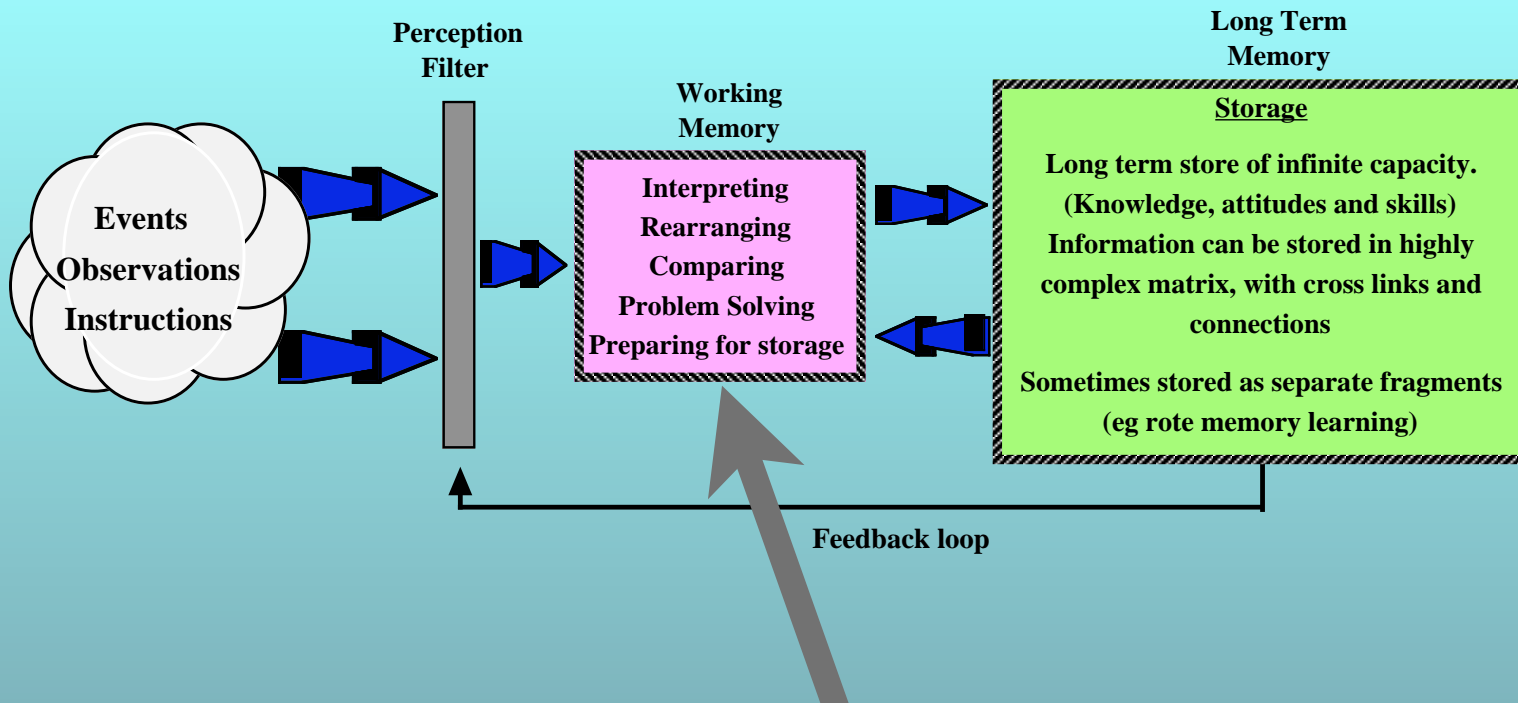 Events
Observations
Instructions
Perception
Filter
Working
Memory
Interpreting
Rearranging
Comparing
Problem Solving
Preparing for storage
Long Term
Memory
Storage
Long term store of infinite capacity.
(Knowledge, attitudes and skills)
Information can be stored in highly
complex matrix, with cross links and
connections
Sometimes stored as separate fragments
(eg rote memory learning)
Feedback loop